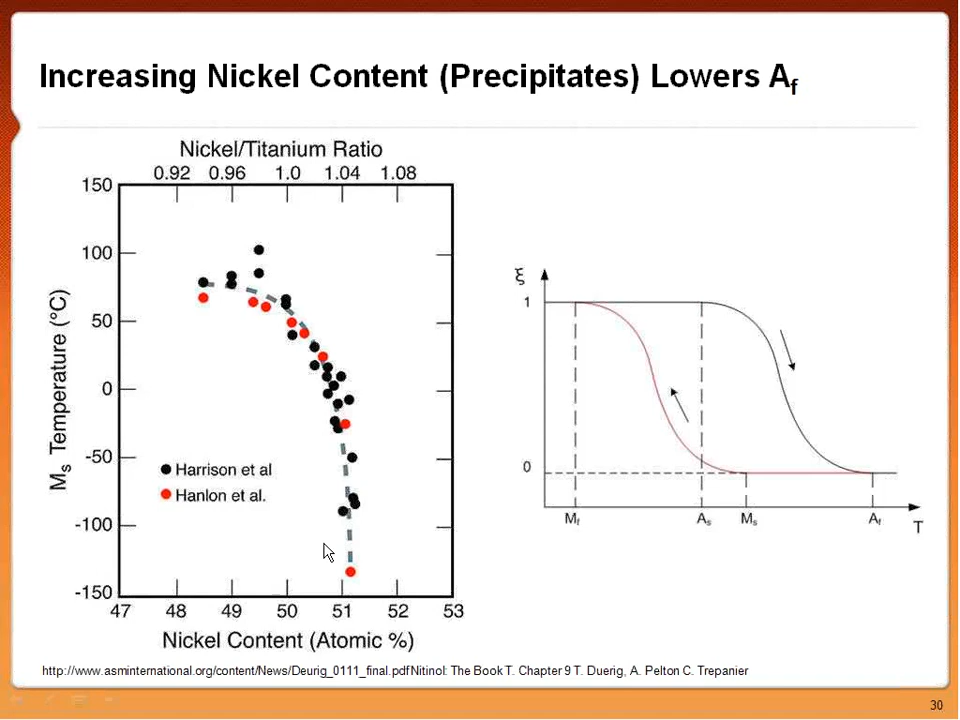 Increasing Nickel Content (Precipitates) Lowers Af
Nickel/Titanium Ratio
0.92 0.96 1.0 1.04 1.08
150
100
50
0
-50
-100
-150
Ms Temperature (°C)
Harrison et al
Hanlon et al.
47 48 49 50 51 52 53
Nickel Content (Atomic %)
ξ
1
0
Mf As Ms Af
T
http://www.asminternational.org/content/News/Deurig_0111_final.pdfNitinol: The Book T. Chapter 9 T. Duerig, A. Pelton C. Trepanier
30